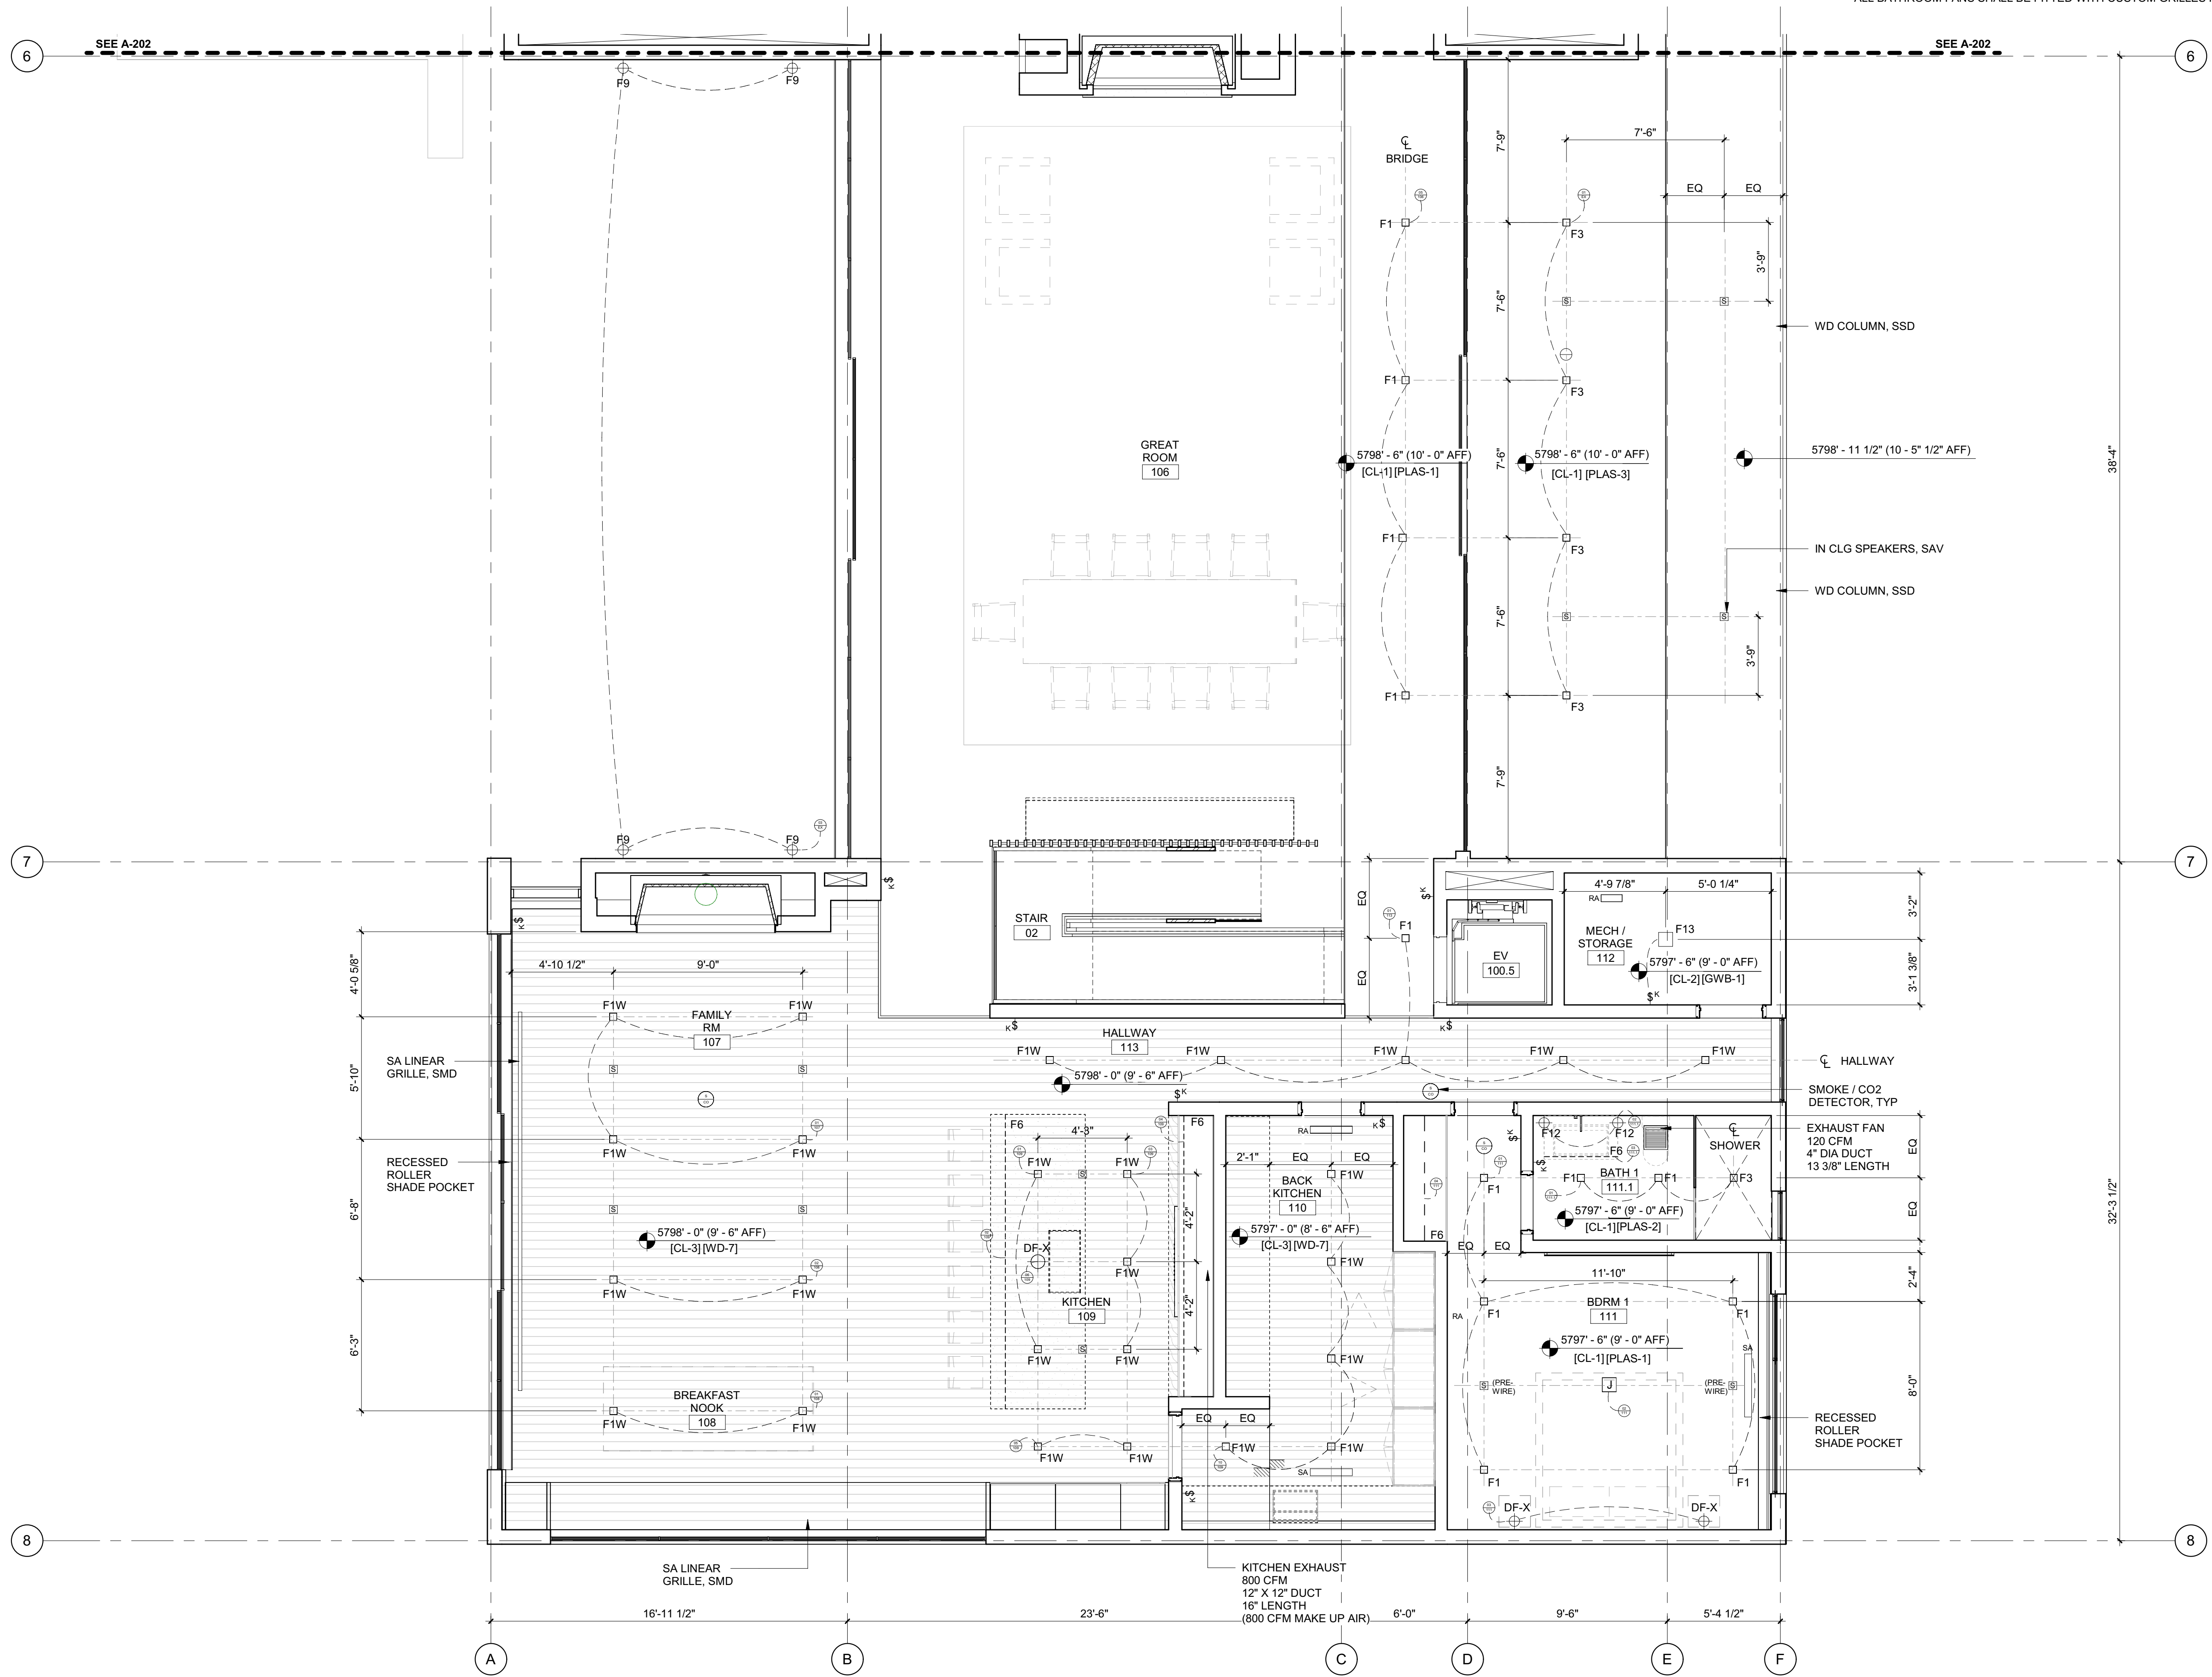 SEE A-202
SEE A-202
6
6
F9
F9
7'-6"
7'-9"
℄
BRIDGE
EQ
EQ
F1
F3
3'-9"
S
S
7'-6"
WD COLUMN, SSD
F1
F3
GREAT
ROOM
106
5798' - 6" (10' - 0" AFF)
[CL-1] [PLAS-1]
7'-6"
5798' - 6" (10' - 0" AFF)
[CL-1] [PLAS-3]
5798' - 11 1/2" (10 - 5" 1/2" AFF)
38'-4"
F1
F3
IN CLG SPEAKERS, SAV
WD COLUMN, SSD
7'-6"
S
S
3'-9"
F1
F3
7'-9"
F9
F9
7
7
K$
K$
K$
EQ
4'-9 7/8"
5'-0 1/4"
RA
3'-2"
STAIR
02
F1
MECH /
STORAGE
112
F13
EV
100.5
5797' - 6" (9' - 0" AFF)
[CL-2] [GWB-1]
EQ
$K
3'-1 3/8"
4'-0 5/8"
4'-10 1/2"
9'-0"
F1W
F1W
FAMILY
RM
107
K$
K$
HALLWAY
113
F1W
F1W
F1W
F1W
F1W
℄ HALLWAY
SA LINEAR
GRILLE, SMD
5798' - 0" (9' - 6" AFF)
5'-10"
S
S
$K
SMOKE / CO2
DETECTOR, TYP
F1W
F1W
F6
4'-3"
F6
RA
K$
$K
F12
F12
F6
℄
SHOWER
EXHAUST FAN
120 CFM
4" DIA DUCT
13 3/8" LENGTH
EQ
RECESSED
ROLLER
SHADE POCKET
F1W
F1W
S
2'-1"
EQ
EQ
F1W
K$
BACK
KITCHEN
110
F1
BATH 1
111.1
F1
F1
F3
6'-8"
S
S
4'-2"
5798' - 0" (9' - 6" AFF)
[CL-3] [WD-7]
5797' - 0" (8' - 6" AFF)
[CL-3] [WD-7]
5797' - 6" (9' - 0" AFF)
[CL-1] [PLAS-2]
EQ
32'-3 1/2"
F6
DF-X
F1W
F1W
EQ
EQ
11'-10"
2'-4"
F1W
F1W
KITCHEN
109
4'-2"
RA
F1
BDRM 1
111
F1
5797' - 6" (9' - 0" AFF)
[CL-1] [PLAS-1]
6'-3"
F1W
F1W
S
F1W
SA
S
(PRE-
WIRE)
J
(PRE-
WIRE)
S
8'-0"
BREAKFAST
NOOK
108
F1W
F1W
EQ
EQ
RECESSED
ROLLER
SHADE POCKET
F1W
F1W
F1W
F1W
SA
F1
F1
K$
DF-X
DF-X
8
8
SA LINEAR
GRILLE, SMD
KITCHEN EXHAUST
800 CFM
12" X 12" DUCT
16" LENGTH
(800 CFM MAKE UP AIR)
16'-11 1/2"
23'-6"
6'-0"
9'-6"
5'-4 1/2"
A
B
C
D
E
F